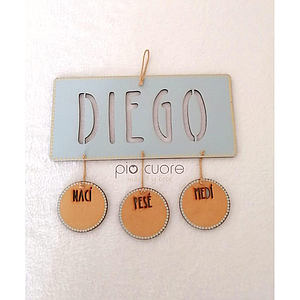 DIEGO
pio cuore
NACÍ
PESÉ
MEDÍ